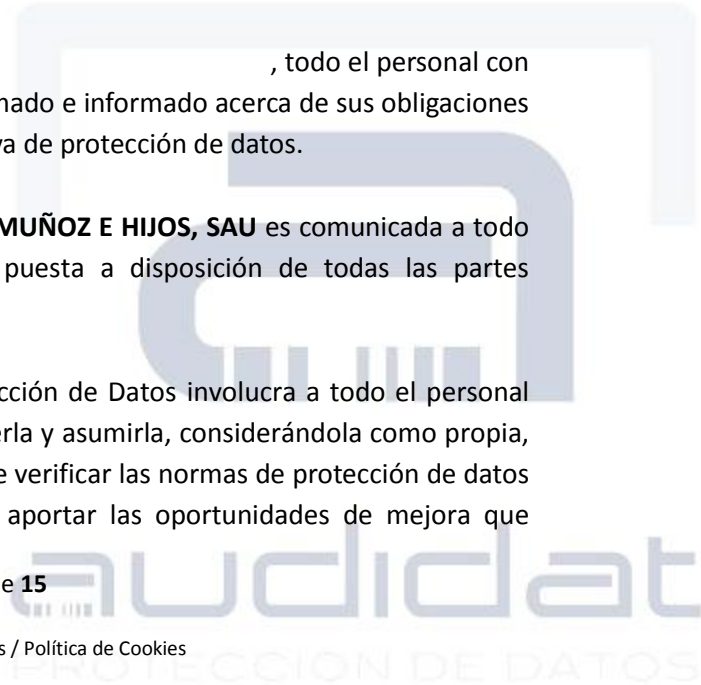 , todo el personal con
nado e informado acerca de sus obligaciones
va de protección de datos.
MUÑOZ E HIJOS, SAU es comunicada a todo
puesta a disposición de todas las partes
cción de Datos involucra a todo el personal
erla y asumirla, considerándola como propia,
e verificar las normas de protección de datos
aportar las oportunidades de mejora que
e 15
audidat
s / Política de Cookies
PROTECCIÓN DE DATOS